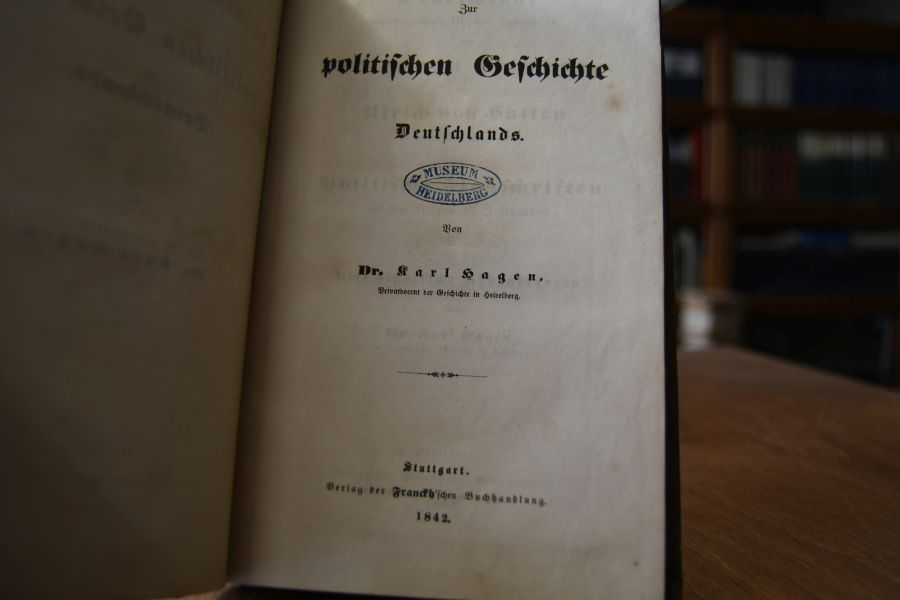 Zur
politischen Geschichte
Deutschlands.
MUSEUM
HEIDELBERG
Von
Dr. Karl Hagen,
Privatdocent der Geschichte in Heidelberg.
Stuttgart.
Verlag der Franckh'schen Buchhandlung.
1842.